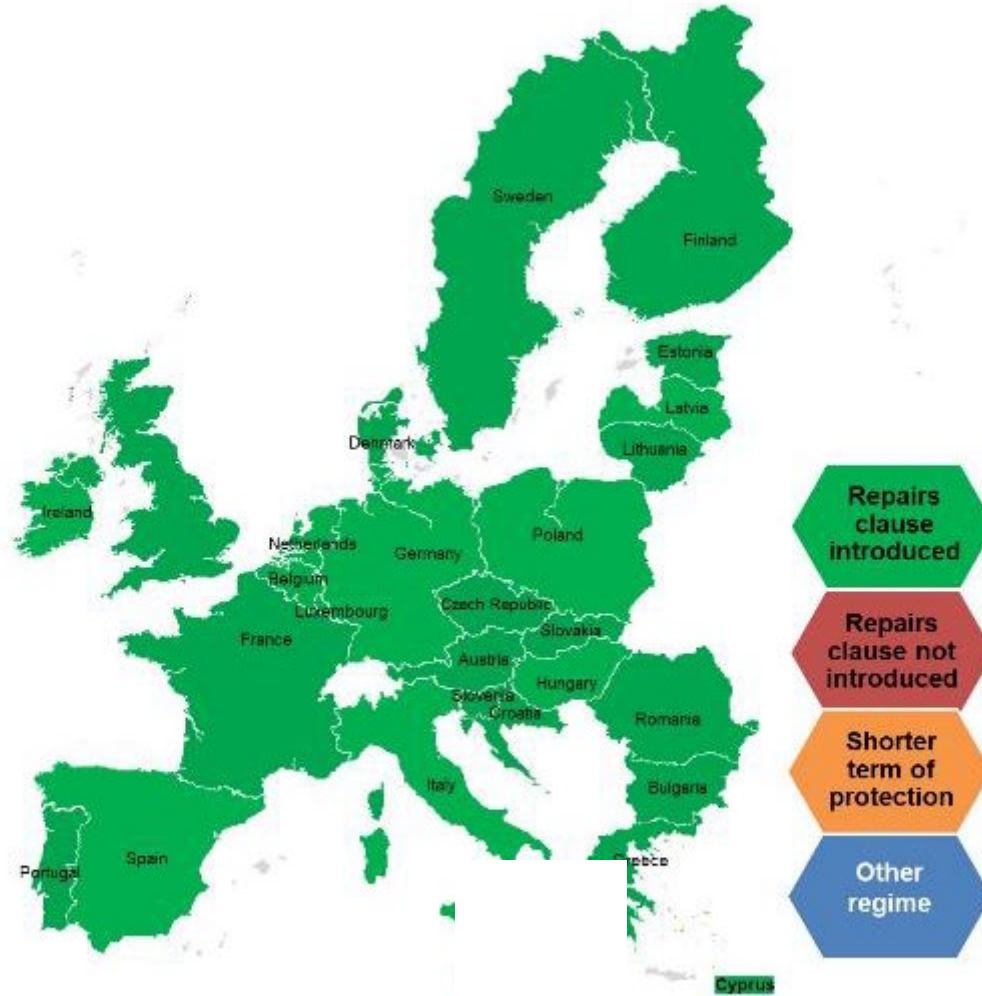 Sweden
Finland
Estonia
Latvia
Denmark
Lithuania
Ireland
Netherlands
Germany
Poland
Belgium
Luxembourg
Czech Republic
France
Slovakia
Austria
Hungary
Slovenia
Croatia
Romania
Italy
Bulgaria
Spain
Portugal
Greece
Cyprus
Repairs
clause
introduced
Repairs
clause not
introduced
Shorter
term of
protection
Other
regime